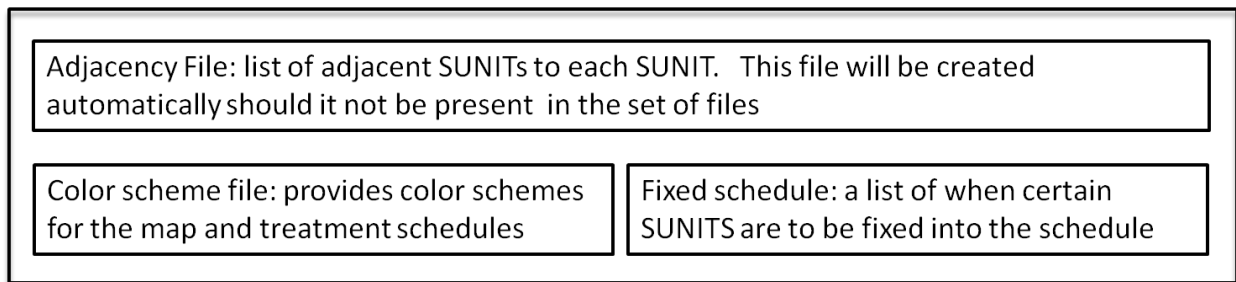 Adjacency File: list of adjacent SUNITs to each SUNIT.   This file will be created
automatically should it not be present  in the set of files
Color scheme file: provides color schemes
for the map and treatment schedules
Fixed schedule: a list of when certain
SUNITS are to be fixed into the schedule